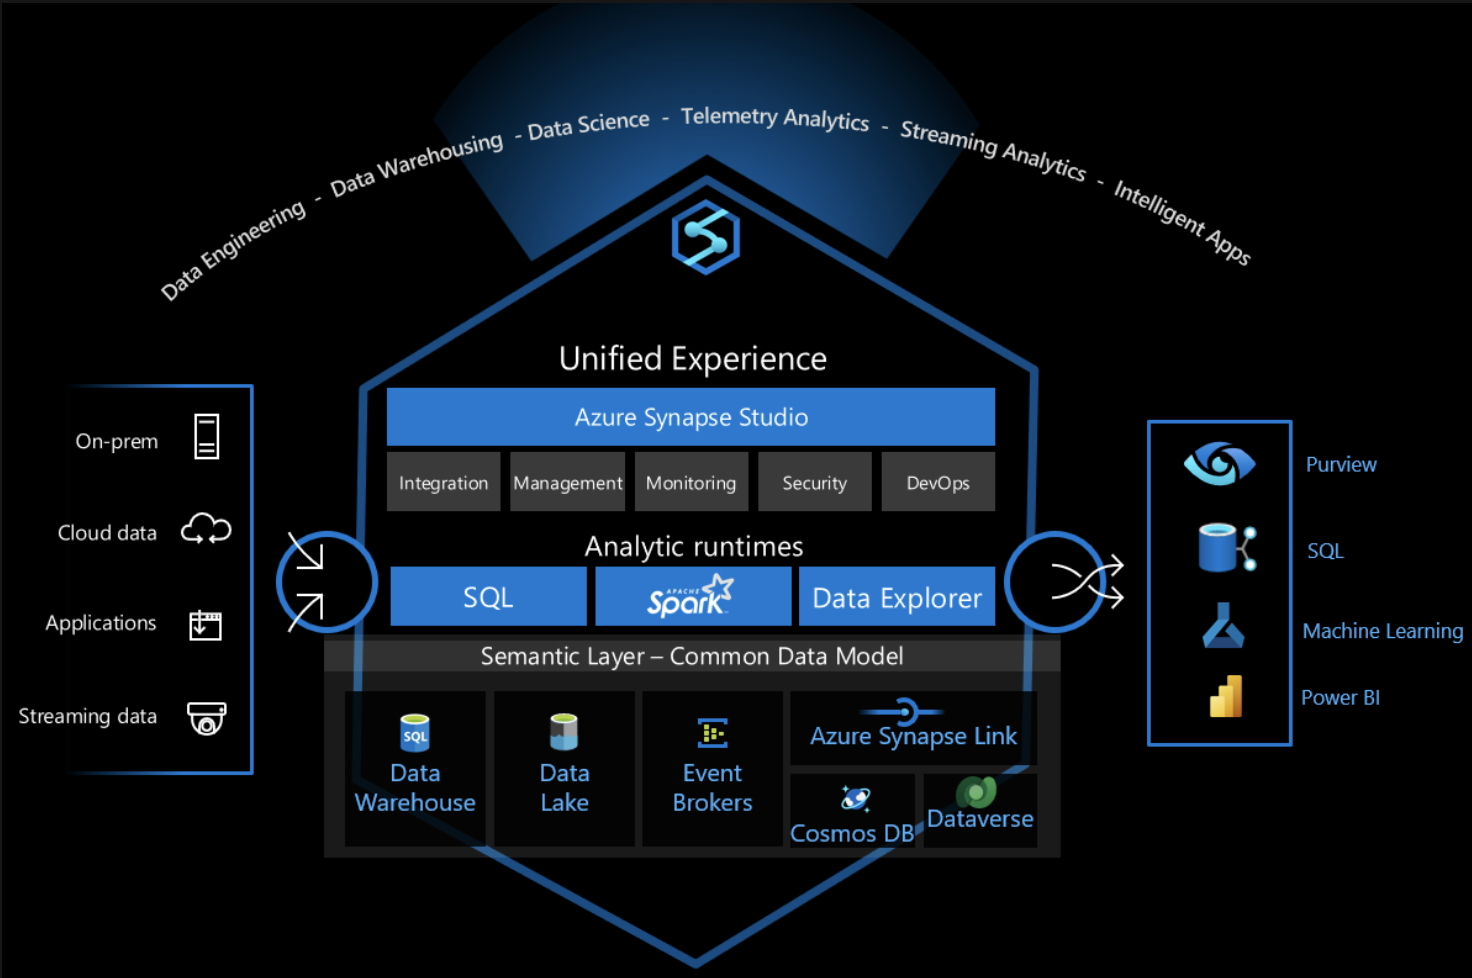 Data Engineering - Data Warehousing - Data Science - Telemetry Analytics - Streaming Analytics - Intelligent Apps
Unified Experience
Azure Synapse Studio
Integration
Management
Monitoring
Security
DevOps
Analytic runtimes
SQL
APACHE
Spark
Data Explorer
Semantic Layer – Common Data Model
SQL
Data
Warehouse
Data
Lake
Event
Brokers
Azure Synapse Link
Cosmos DB
Dataverse
On-prem
Cloud data
Applications
Streaming data
Purview
SQL
Machine Learning
Power BI